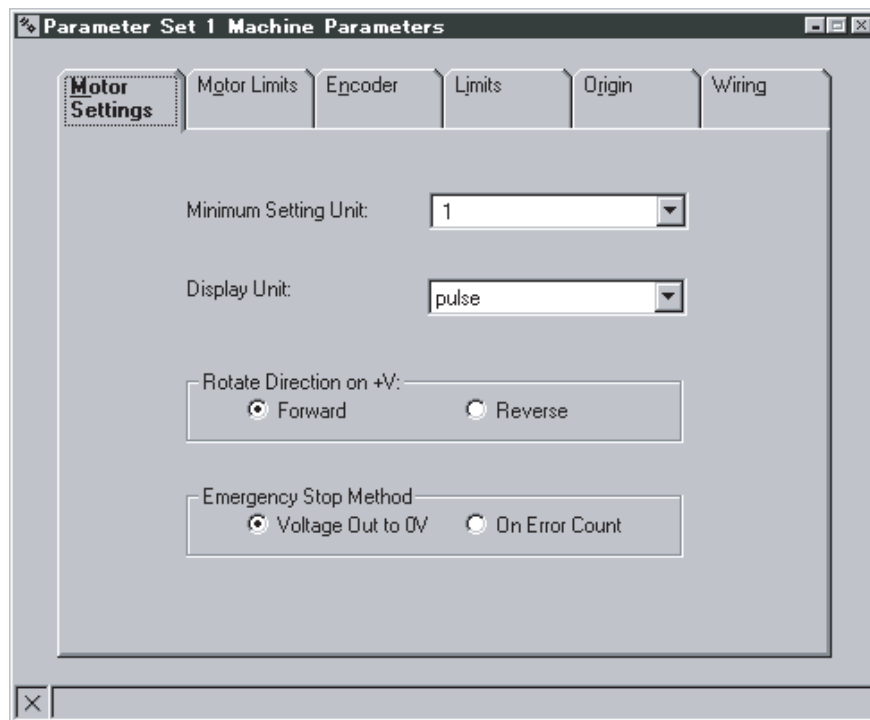 Parameter Set 1 Machine Parameters
Motor Settings
Motor Limits
Encoder
Limits
Origin
Wiring
Minimum Setting Unit:
1
Display Unit:
pulse
Rotate Direction on +V:
Forward
Reverse
Emergency Stop Method
Voltage Out to 0V
On Error Count